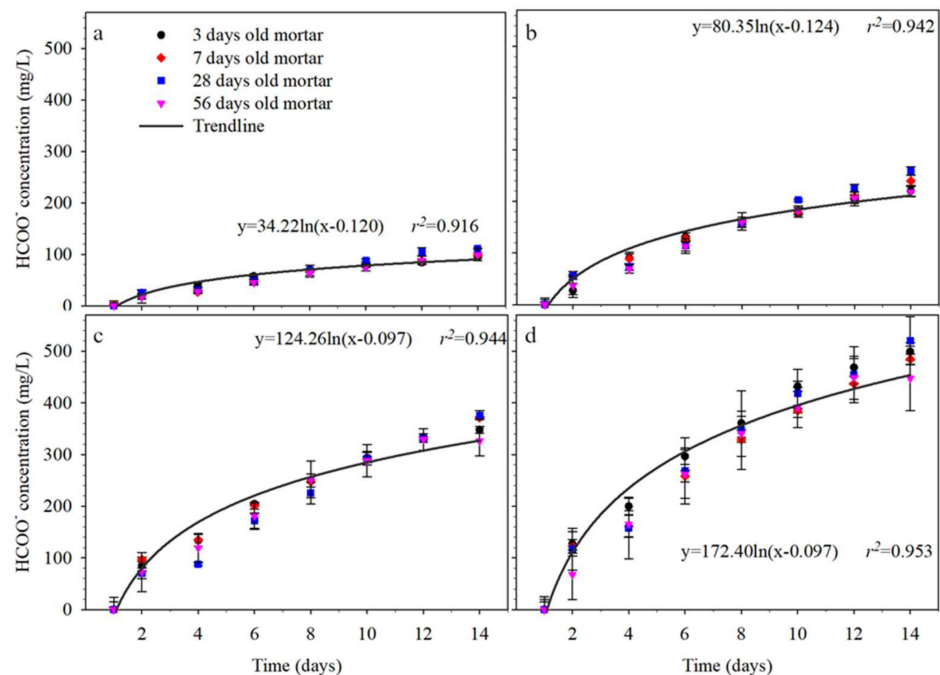 a
3 days old mortar
7 days old mortar
28 days old mortar
56 days old mortar
Trendline
y=34.22ln(x-0.120) r²=0.916
HCOO⁻ concentration (mg/L)
500
400
300
200
100
0
b
y=80.35ln(x-0.124) r²=0.942
c
y=124.26ln(x-0.097) r²=0.944
HCOO⁻ concentration (mg/L)
500
400
300
200
100
0
2 4 6 8 10 12 14
Time (days)
d
y=172.40ln(x-0.097) r²=0.953
2 4 6 8 10 12 14
Time (days)